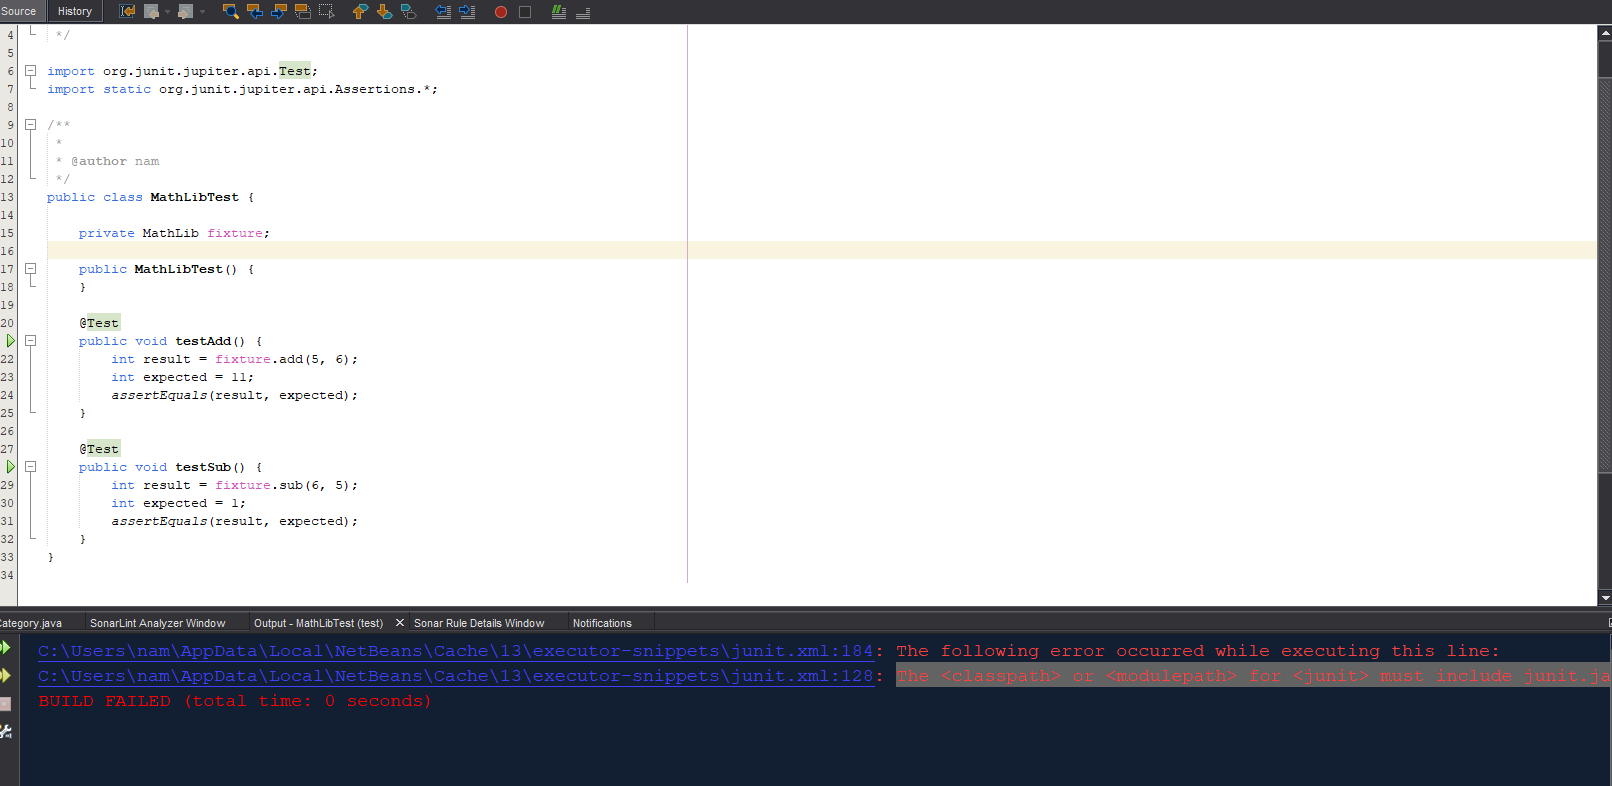 Source History
4 */
5
6 import org.junit.jupiter.api.Test;
7 import static org.junit.jupiter.api.Assertions.*;
8
9 /**
10 *
11 * @author nam
12 */
13 public class MathLibTest {
14
15 private MathLib fixture;
16
17 public MathLibTest() {
18 }
19
20 @Test
public void testAdd() {
22 int result = fixture.add(5, 6);
23 int expected = 11;
24 assertEquals(result, expected);
25 }
26
27 @Test
public void testSub() {
29 int result = fixture.sub(6, 5);
30 int expected = 1;
31 assertEquals(result, expected);
32 }
33 }
34
Category.java SonarLint Analyzer Window Output - MathLibTest (test) Sonar Rule Details Window Notifications
C:\Users\nam\AppData\Local\NetBeans\Cache\13\executor-snippets\junit.xml:184: The following error occurred while executing this line:
C:\Users\nam\AppData\Local\NetBeans\Cache\13\executor-snippets\junit.xml:128: The <classpath> or <modulepath> for <junit> must include junit.ja
BUILD FAILED (total time: 0 seconds)